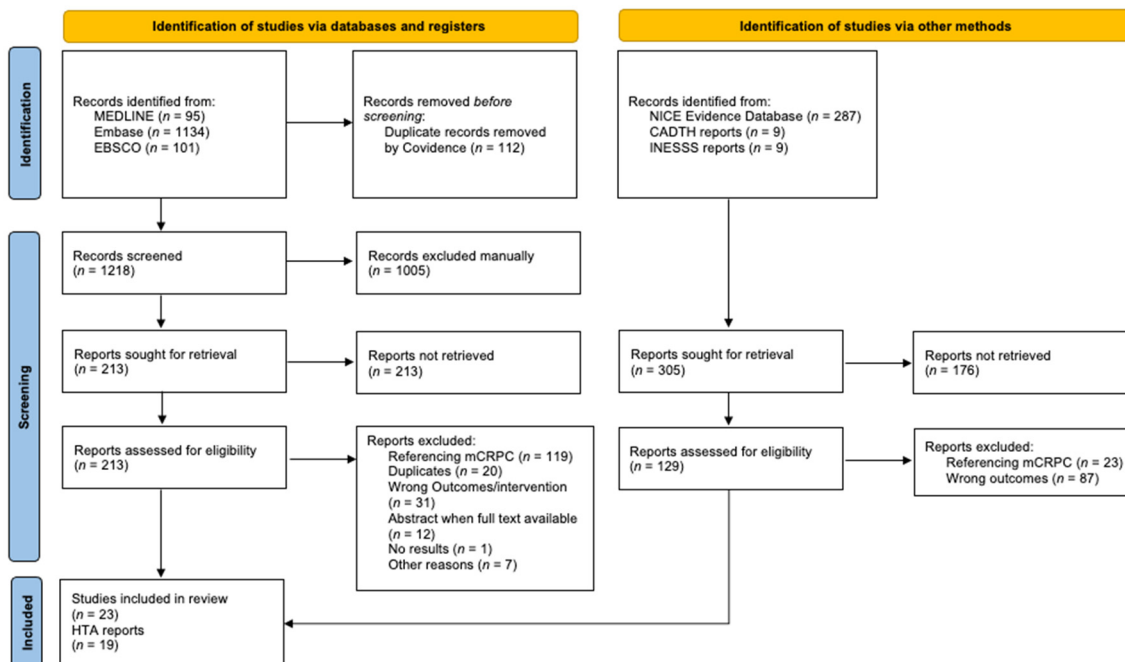 Identification of studies via databases and registers
Identification of studies via other methods
Identification
Records identified from:
MEDLINE (n = 95)
Embase (n = 1134)
EBSCO (n = 101)
Records removed before
screening:
Duplicate records removed
by Covidence (n = 112)
Records identified from:
NICE Evidence Database (n = 287)
CADTH reports (n = 9)
INESSS reports (n = 9)
Screening
Records screened
(n = 1218)
Records excluded manually
(n = 1005)
Reports sought for retrieval
(n = 213)
Reports not retrieved
(n = 213)
Reports sought for retrieval
(n = 305)
Reports not retrieved
(n = 176)
Reports assessed for eligibility
(n = 213)
Reports excluded:
Referencing mCRPC (n = 119)
Duplicates (n = 20)
Wrong Outcomes/intervention
(n = 31)
Abstract when full text available
(n = 12)
No results (n = 1)
Other reasons (n = 7)
Reports assessed for eligibility
(n = 129)
Reports excluded:
Referencing mCRPC (n = 23)
Wrong outcomes (n = 87)
Included
Studies included in review
(n = 23)
HTA reports
(n = 19)